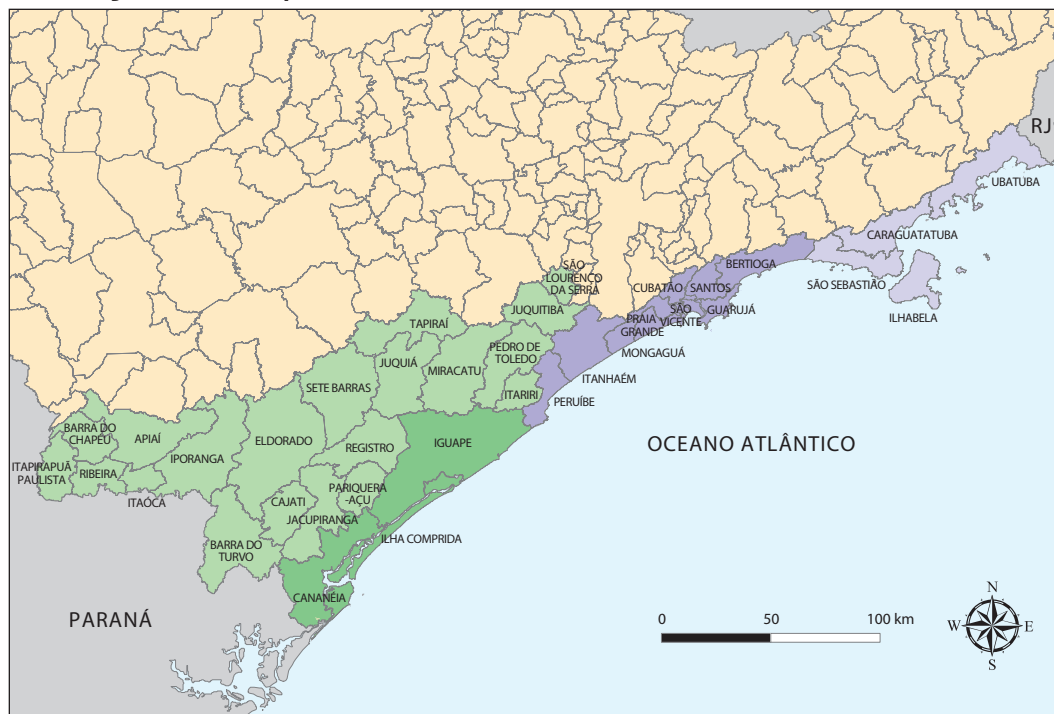 RJ
UBATUBA
CARAGUATATUBA
SÃO SEBASTIÃO
ILHABELA
BERTIOGA
CUBATÃO
SANTOS
GUARUJÁ
SÃO
VICENTE
PRAIA
GRANDE
MONGAGUÁ
ITANHAÉM
PERUÍBE
SÃO
LOURENÇO
DA SERRA
JUQUITIBA
TAPIRAÍ
PEDRO DE
TOLEDO
JUQUIÁ
MIRACATU
ITARIRI
SETE BARRAS
BARRA DO
CHAPÉU
APIAÍ
ELDORADO
REGISTRO
IGUAPE
IPORANGA
ITAPIRAPUÃ
PAULISTA
RIBEIRA
ITAÓCA
CAJATI
PARIQUERA
-AÇU
JACUPIRANGA
BARRA DO
TURVO
ILHA COMPRIDA
CANANÉIA
OCEANO ATLÂNTICO
PARANÁ
0 50 100 km
N
W E
S